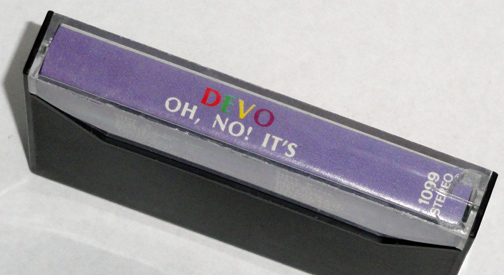 DEVO
OH, NO! IT'S
1099
STEREO